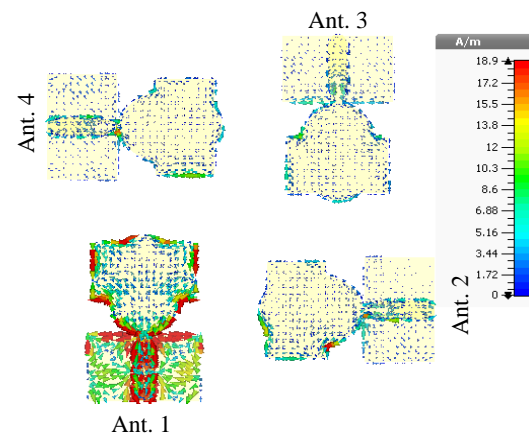 Ant. 3
A/m
18.9
17.2
15.5
13.8
12
10.3
8.6
6.88
5.16
3.44
1.72
0
Ant. 4
Ant. 2
Ant. 1